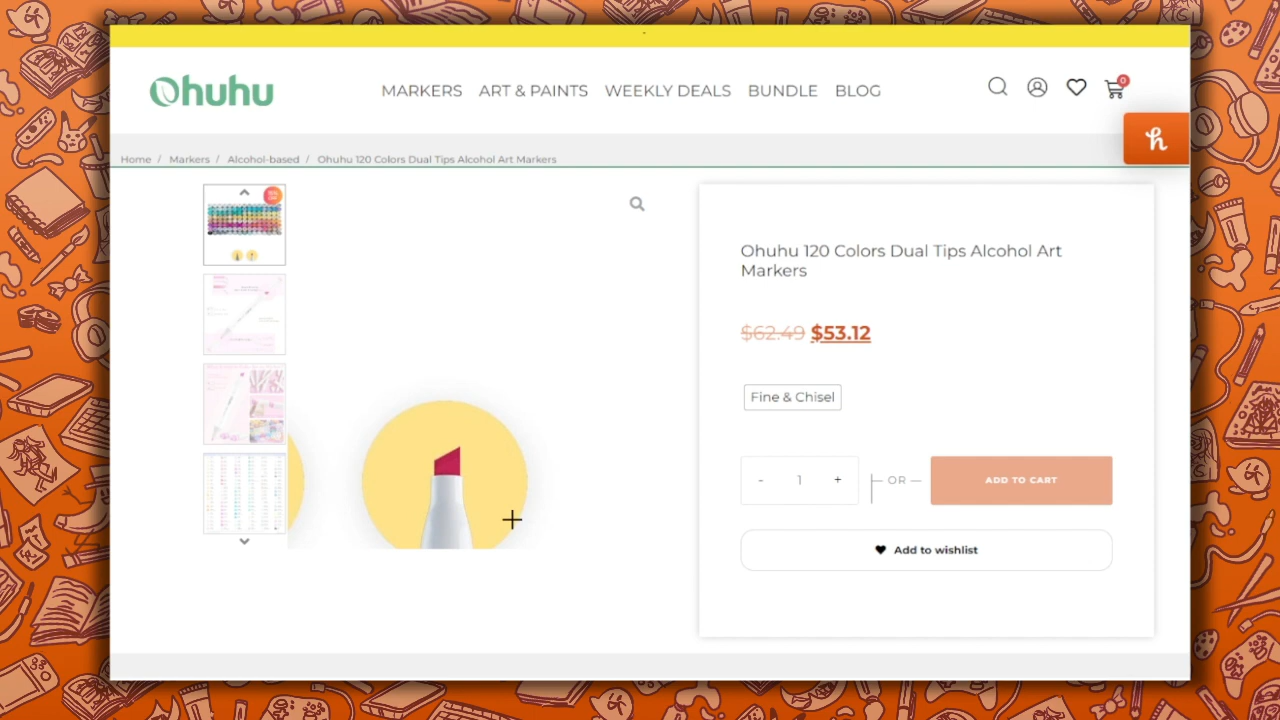 Ohuhu
MARKERS ART & PAINTS WEEKLY DEALS BUNDLE BLOG
0
h
Home / Markers / Alcohol-based / Ohuhu 120 Colors Dual Tips Alcohol Art Markers
Ohuhu 120 Colors Dual Tips Alcohol Art
Markers
$62.49 $53.12
Fine & Chisel
- 1 + OR ADD TO CART
Add to wishlist